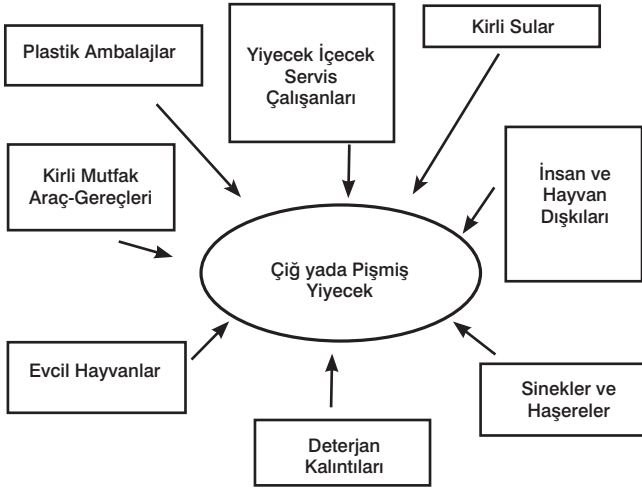 Plastik Ambalajlar
Yiyecek İçecek
Servis
Çalışanları
Kirli Sular
Kirli Mutfak
Araç-Gereçleri
İnsan ve
Hayvan
Dışkıları
Çiğ yada Pişmiş
Yiyecek
Evcil Hayvanlar
Deterjan
Kalıntıları
Sinekler ve
Haşereler